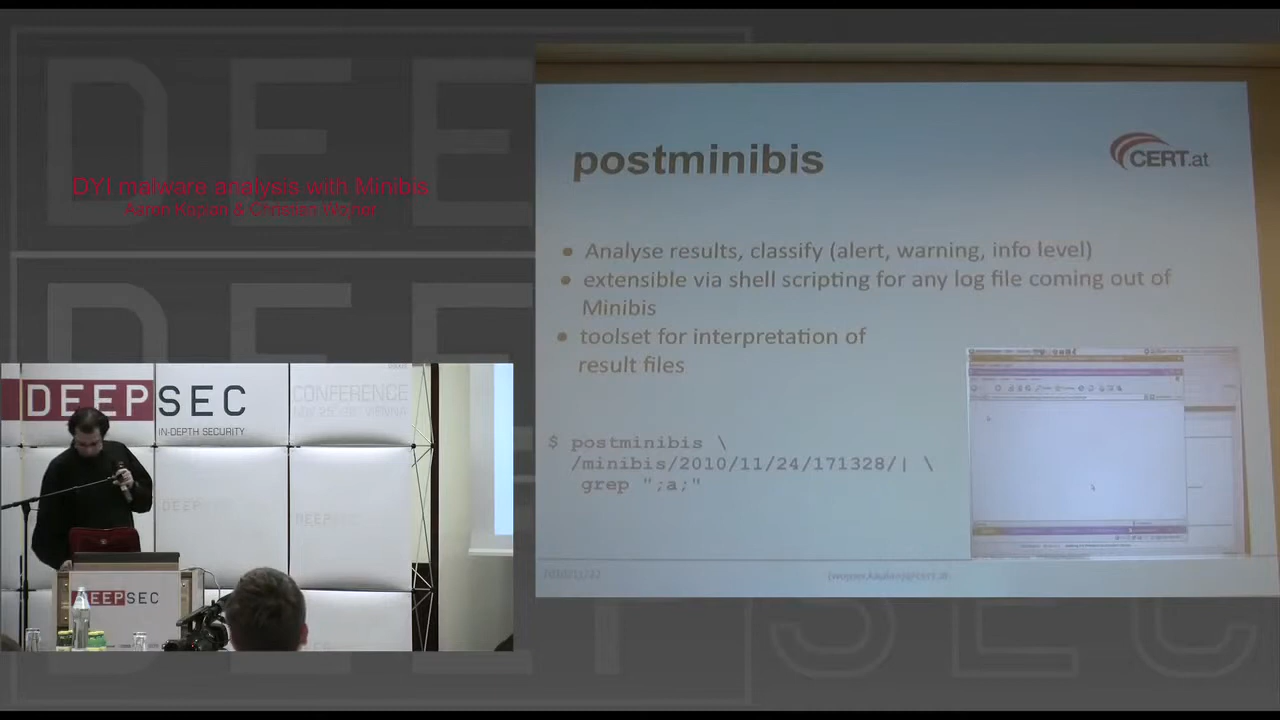 DYI malware analysis with Minibis
Aaron Kaplan & Christian Wojner
postminibis
CERT.at
• Analyse results, classify (alert, warning, info level)
• extensible via shell scripting for any log file coming out of
Minibis
• toolset for interpretation of
result files
$ postminibis \
/minibis/2010/11/24/171328/| \
grep ";a;"
DEEPSEC
IN-DEPTH SECURITY
CONFERENCE
DEEPSEC
DEEPSEC
DEEPSEC